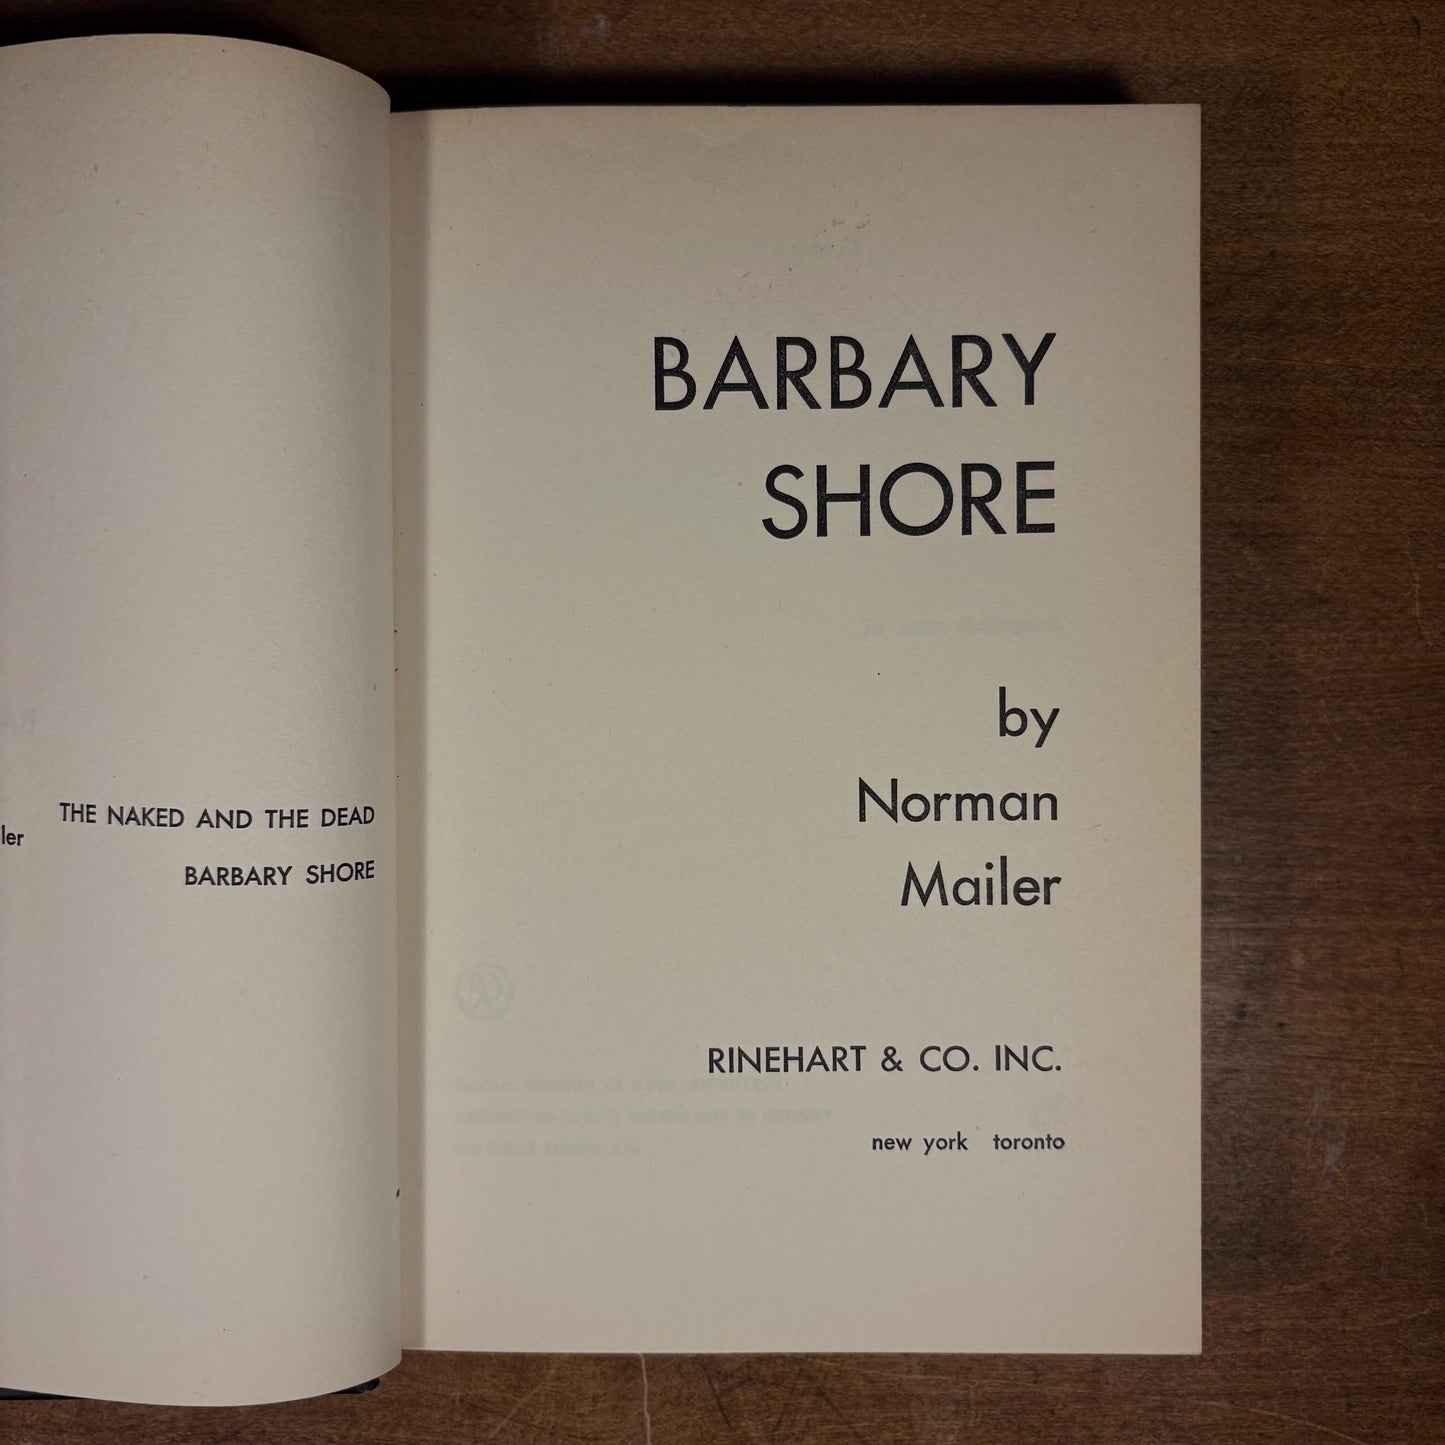 ler
THE NAKED AND THE DEAD
BARBARY SHORE
BARBARY
SHORE
by
Norman
Mailer
RINEHART & CO. INC.
new york toronto